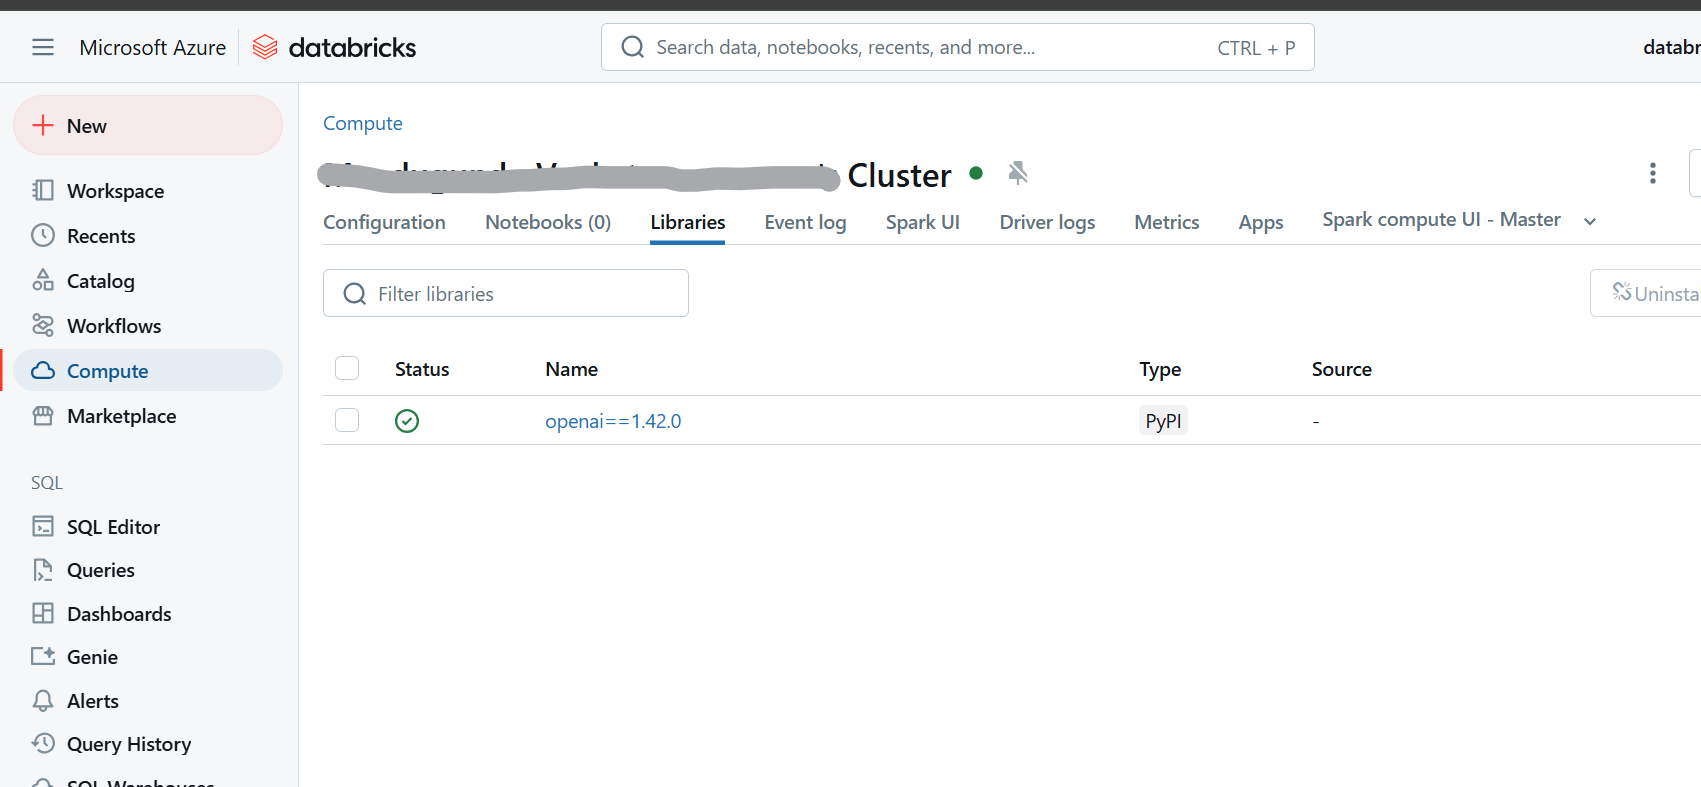 Microsoft Azure databricks Search data, notebooks, recents, and more... CTRL + P databr
New
Workspace
Recents
Catalog
Workflows
Compute
Marketplace
SQL
SQL Editor
Queries
Dashboards
Genie
Alerts
Query History
SQL Warehouses
Compute
Cluster
Configuration Notebooks (0) Libraries Event log Spark UI Driver logs Metrics Apps Spark compute UI - Master
Filter libraries Uninsta
Status Name Type Source
openai==1.42.0 PyPI -